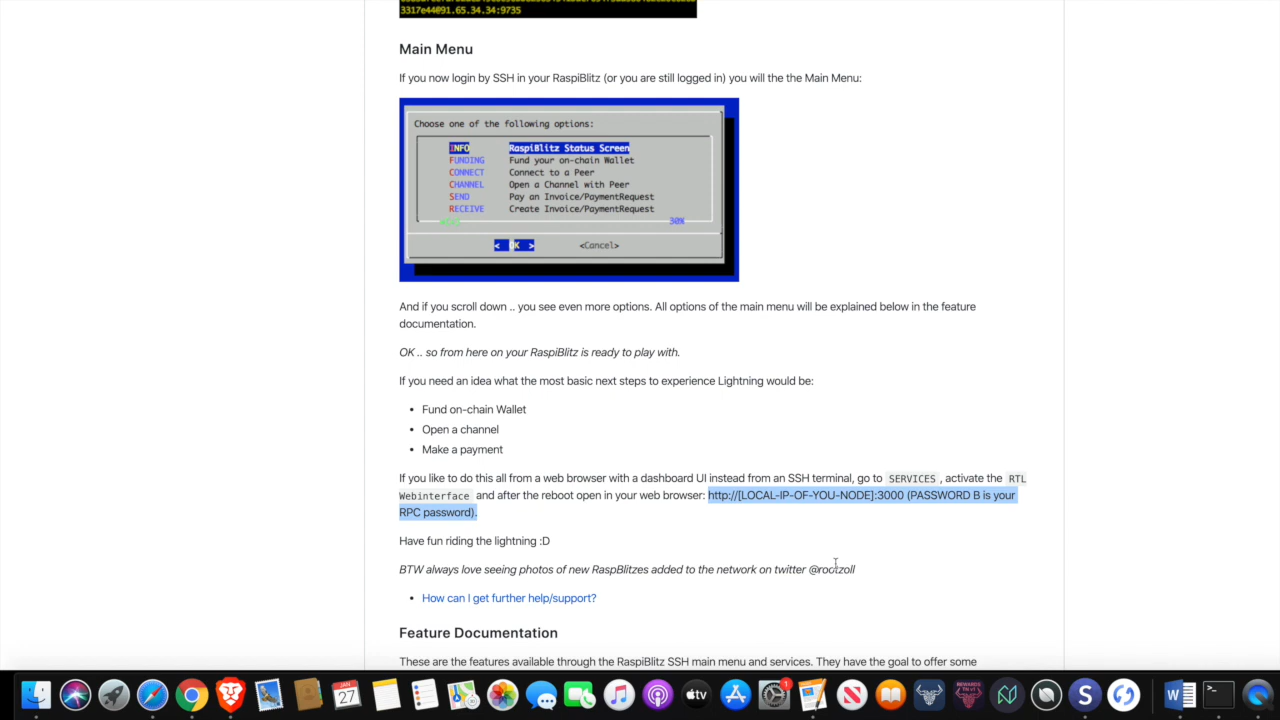 3317e44@91.65.34.34:9735
Main Menu
If you now login by SSH in your RaspiBlitz (or you are still logged in) you will the the Main Menu:
Choose one of the following options:
INFO RaspiBlitz Status Screen
FUNDING Fund your on-chain Wallet
CONNECT Connect to a Peer
CHANNEL Open a Channel with Peer
SEND Pay an Invoice/PaymentRequest
RECEIVE Create Invoice/PaymentRequest
30%
< OK > <Cancel>
And if you scroll down .. you see even more options. All options of the main menu will be explained below in the feature
documentation.
OK .. so from here on your RaspiBlitz is ready to play with.
If you need an idea what the most basic next steps to experience Lightning would be:
• Fund on-chain Wallet
• Open a channel
• Make a payment
If you like to do this all from a web browser with a dashboard UI instead from an SSH terminal, go to SERVICES , activate the RTL
Webinterface and after the reboot open in your web browser: http://[LOCAL-IP-OF-YOU-NODE]:3000 (PASSWORD B is your
RPC password).
Have fun riding the lightning :D
BTW always love seeing photos of new RaspBlitzes added to the network on twitter @rootzoll
• How can I get further help/support?
Feature Documentation
These are the features available through the RaspiBlitz SSH main menu and services. They have the goal to offer some
JAN
27
tv
1